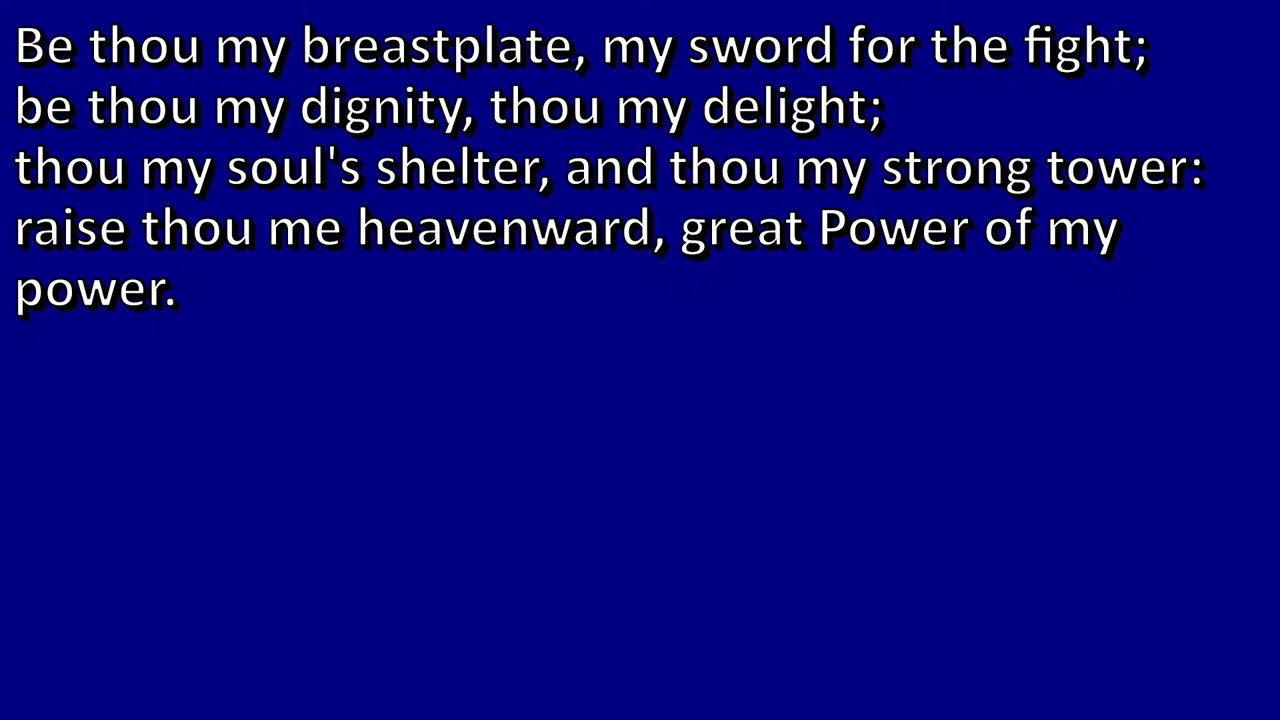 Be thou my breastplate, my sword for the fight;
be thou my dignity, thou my delight;
thou my soul's shelter, and thou my strong tower:
raise thou me heavenward, great Power of my
power.